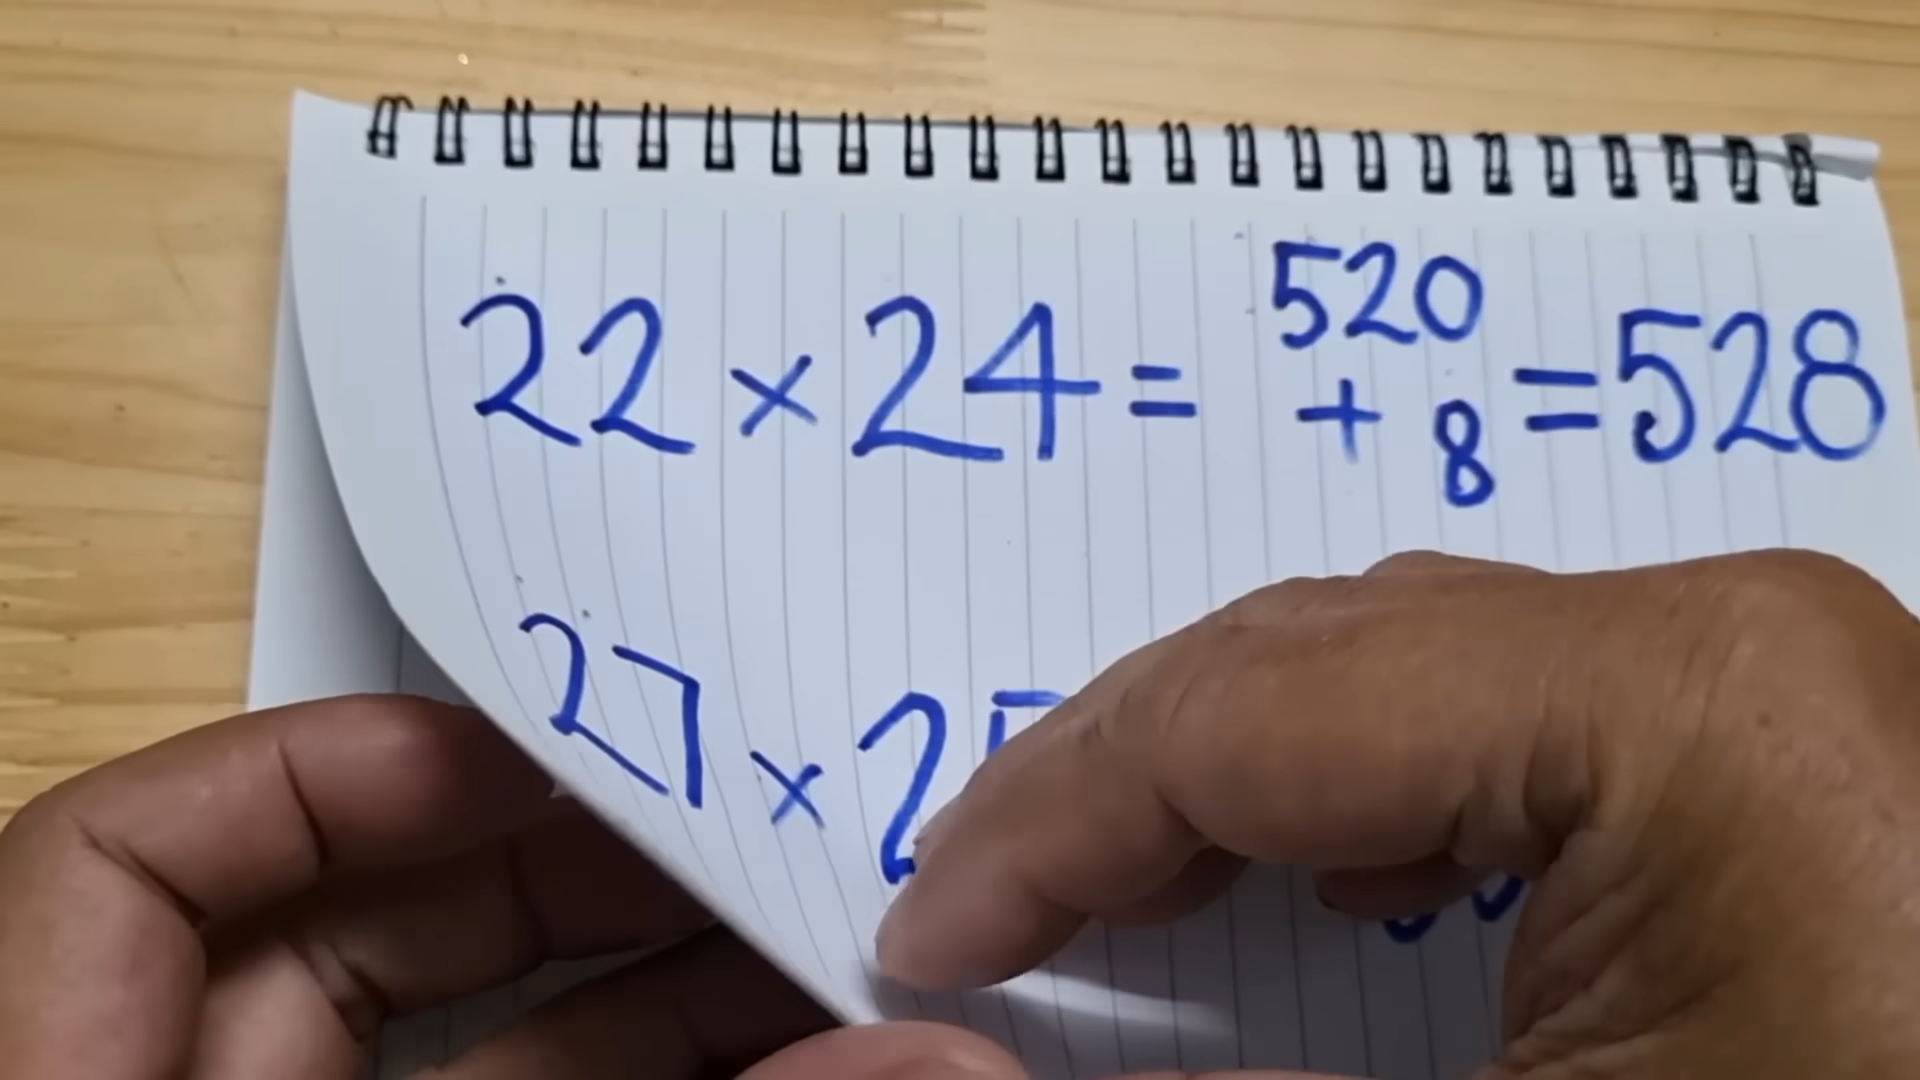 22 × 24 = 520 + 8 = 528
27 × 2